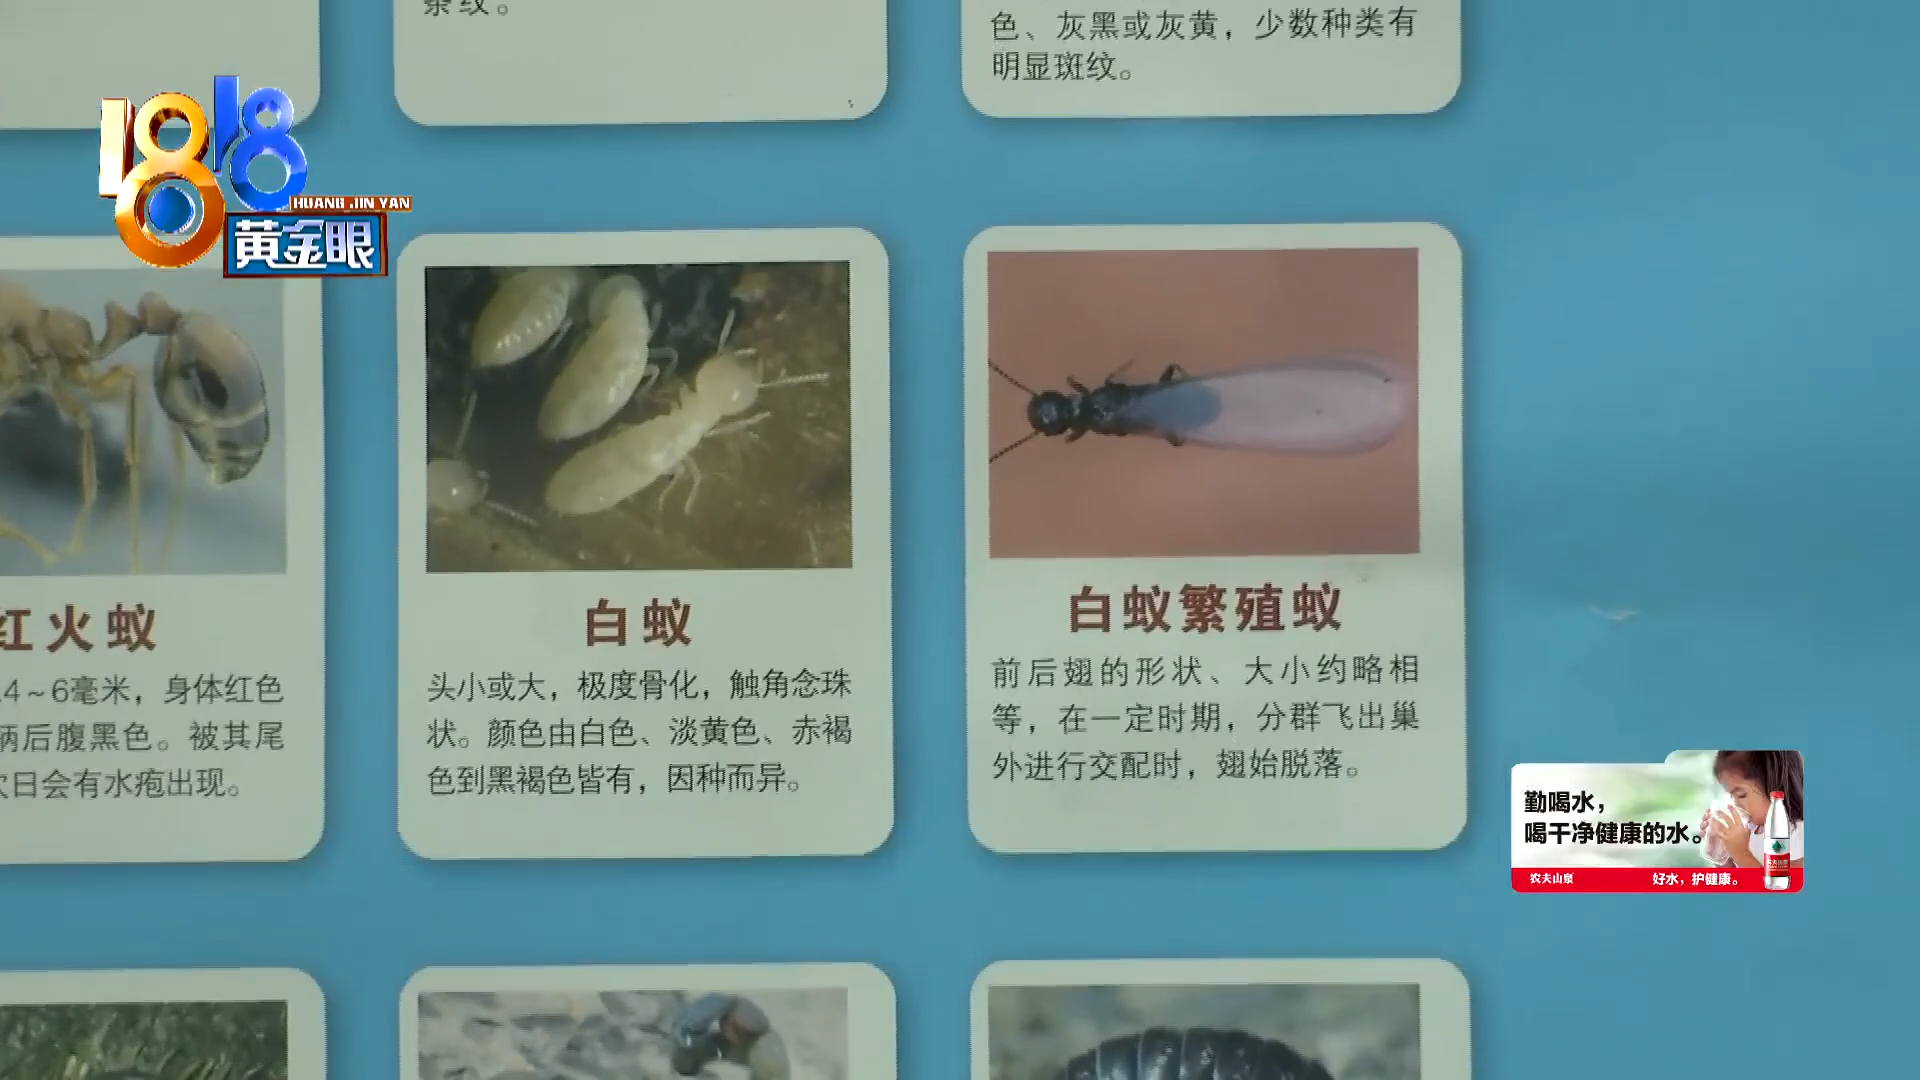 条纹。
色、灰黑或灰黄，少数种类有
明显斑纹。
1818
HUANG JIN YAN
黄金眼
红火蚁
4～6毫米，身体红色
柄后腹黑色。被其尾
次日会有水疱出现。
白蚁
头小或大，极度骨化，触角念珠
状。颜色由白色、淡黄色、赤褐
色到黑褐色皆有，因种而异。
白蚁繁殖蚁
前后翅的形状、大小约略相
等，在一定时期，分群飞出巢
外进行交配时，翅始脱落。
勤喝水，
喝干净健康的水。
农夫山泉
好水，护健康。